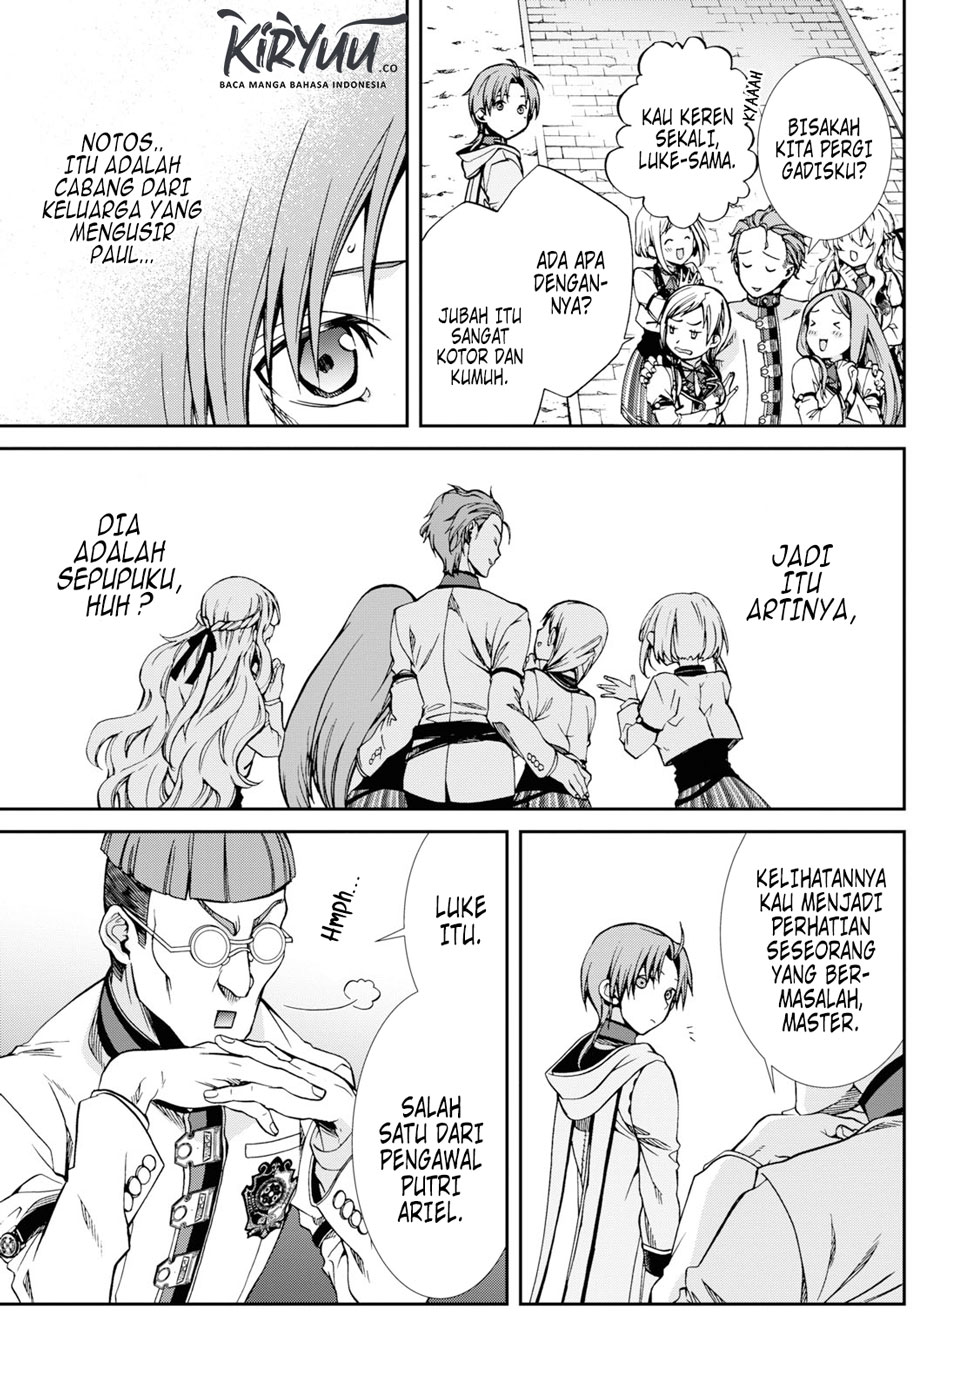 KiRYUU.CO
BACA MANGA BAHASA INDONESIA
BISAKAH
KITA PERGI
GADISKU?
KYAAAH
KAU KEREN
SEKALI,
LUKE-SAMA.
ADA APA
DENGAN-
NYA?
JUBAH ITU
SANGAT
KOTOR DAN
KUMUH.
NOTOS..
ITU ADALAH
CABANG DARI
KELUARGA YANG
MENGUSIR
PAUL...
JADI
ITU
ARTINYA,
DIA
ADALAH
SEPUPUKU,
HUH?
KELIHATANNYA
KAU MENJADI
PERHATIAN
SESEORANG
YANG BER-
MASALAH,
MASTER.
LUKE
ITU.
Hmph...
SALAH
SATU DARI
PENGAWAL
PUTRI
ARIEL.